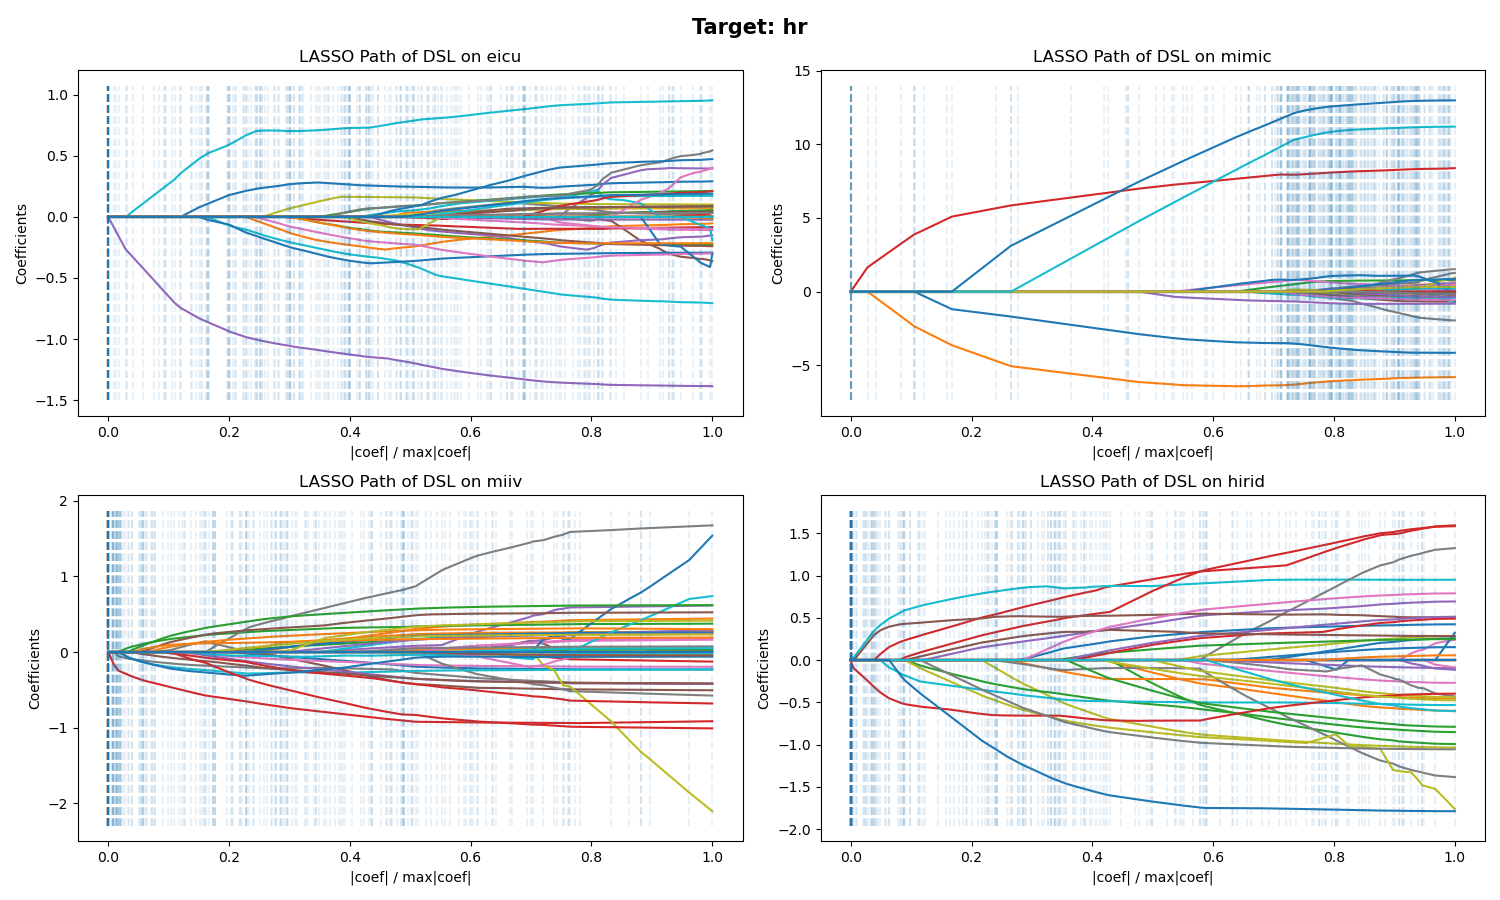 Target: hr
LASSO Path of DSL on eicu
1.0
0.5
0.0
−0.5
−1.0
−1.5
Coefficients
0.0 0.2 0.4 0.6 0.8 1.0
|coef| / max|coef|
LASSO Path of DSL on mimic
15
10
5
0
−5
Coefficients
0.0 0.2 0.4 0.6 0.8 1.0
|coef| / max|coef|
LASSO Path of DSL on miiv
2
1
0
−1
−2
Coefficients
0.0 0.2 0.4 0.6 0.8 1.0
|coef| / max|coef|
LASSO Path of DSL on hirid
1.5
1.0
0.5
0.0
−0.5
−1.0
−1.5
−2.0
Coefficients
0.0 0.2 0.4 0.6 0.8 1.0
|coef| / max|coef|